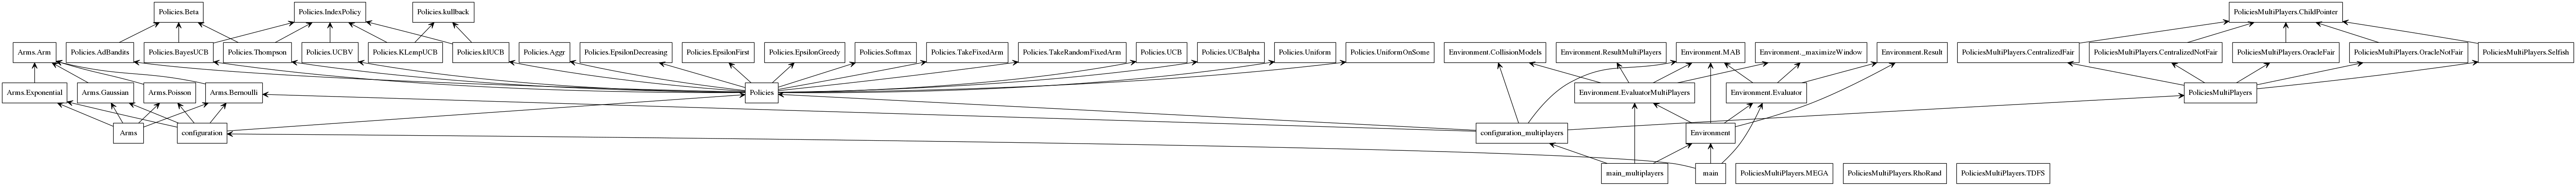 Policies.Beta
Policies.IndexPolicy
Policies.kullback
PoliciesMultiPlayers.ChildPointer
Arms.Arm
Policies.AdBandits
Policies.BayesUCB
Policies.Thompson
Policies.UCBV
Policies.KLempUCB
Policies.klUCB
Policies.Aggr
Policies.EpsilonDecreasing
Policies.EpsilonFirst
Policies.EpsilonGreedy
Policies.Softmax
Policies.TakeFixedArm
Policies.TakeRandomFixedArm
Policies.UCB
Policies.UCBalpha
Policies.Uniform
Policies.UniformOnSome
Environment.CollisionModels
Environment.ResultMultiPlayers
Environment.MAB
Environment._maximizeWindow
Environment.Result
PoliciesMultiPlayers.CentralizedFair
PoliciesMultiPlayers.CentralizedNotFair
PoliciesMultiPlayers.OracleFair
PoliciesMultiPlayers.OracleNotFair
PoliciesMultiPlayers.Selfish
Arms.Exponential
Arms.Gaussian
Arms.Poisson
Arms.Bernoulli
Policies
Environment.EvaluatorMultiPlayers
Environment.Evaluator
PoliciesMultiPlayers
Arms
configuration
configuration_multiplayers
Environment
main_multiplayers
main
PoliciesMultiPlayers.MEGA
PoliciesMultiPlayers.RhoRand
PoliciesMultiPlayers.TDFS